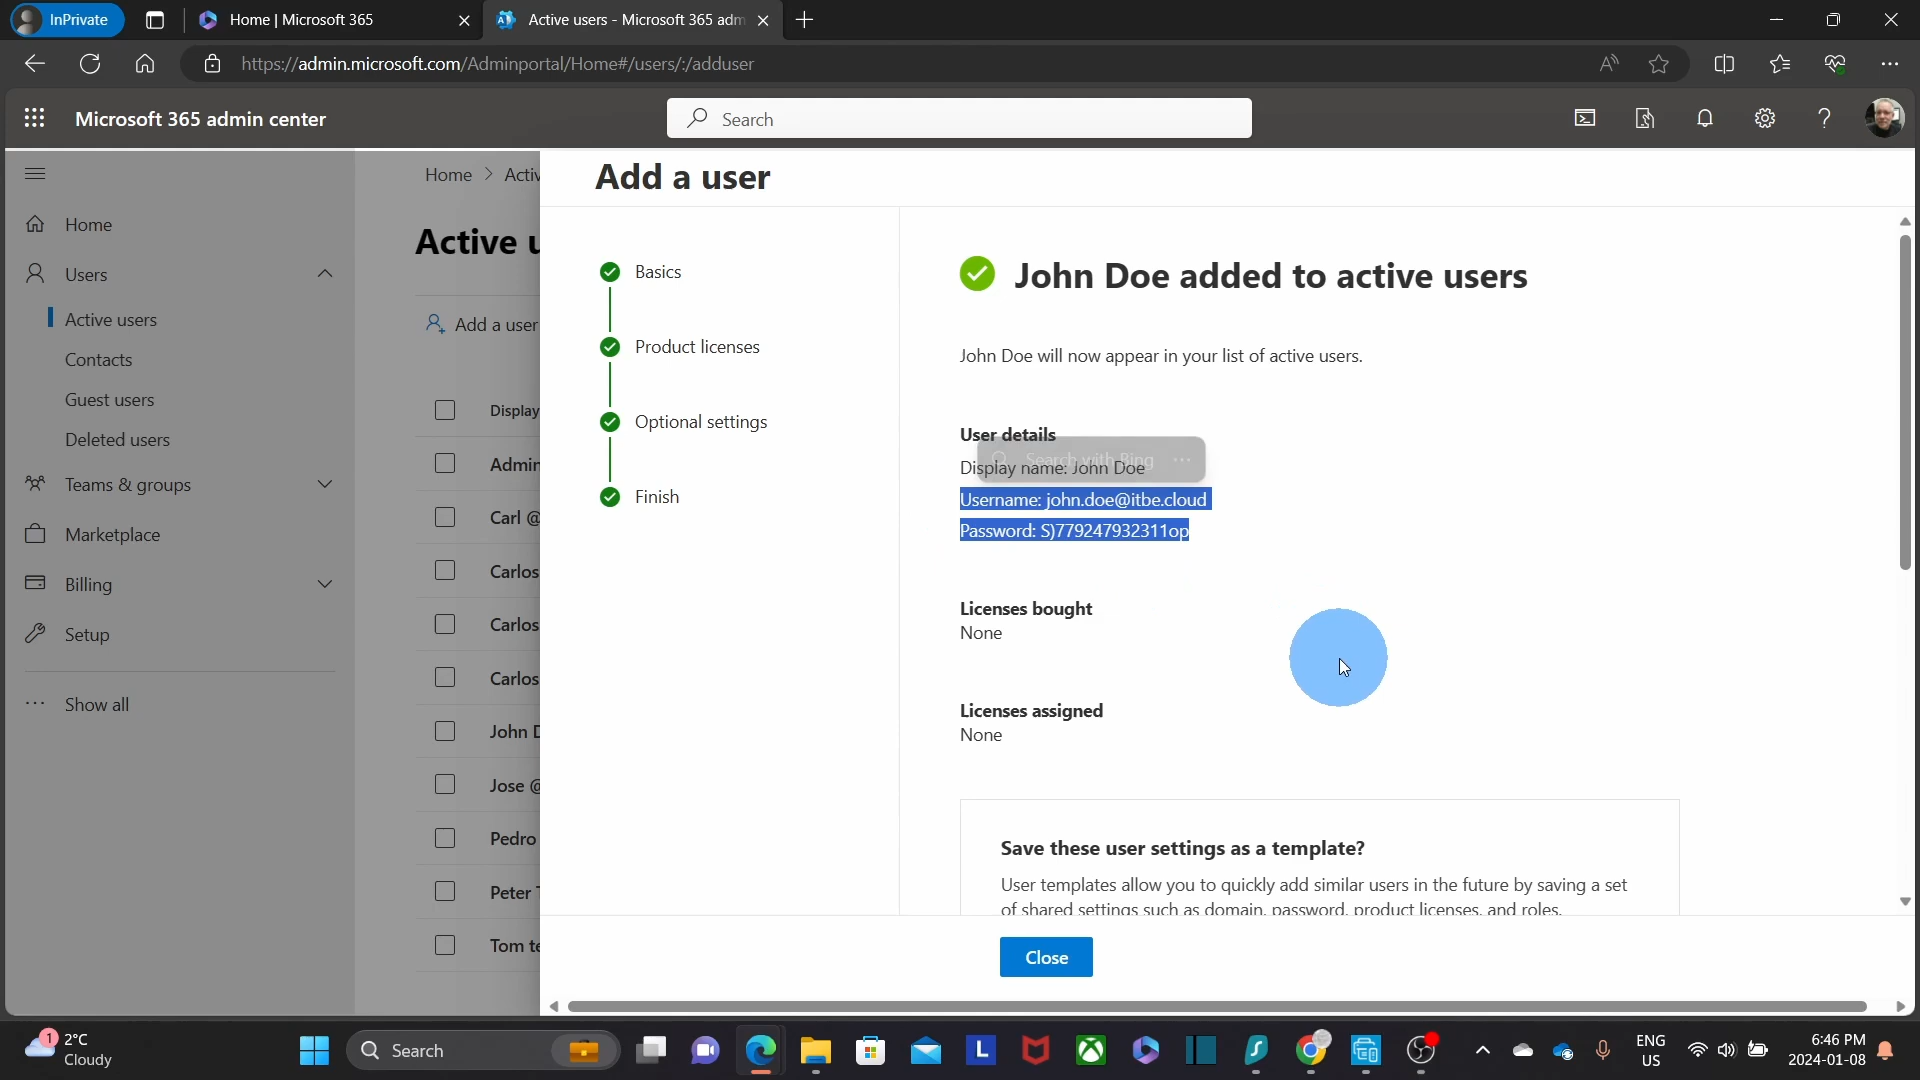 InPrivate
Home | Microsoft 365
Active users - Microsoft 365 adm
https://admin.microsoft.com/Adminportal/Home#/users/:/adduser
Microsoft 365 admin center
Search
Home
Users
Active users
Contacts
Guest users
Deleted users
Teams & groups
Marketplace
Billing
Setup
Show all
Home > Activ
Active u
Add a user
Display
Admin
Carl @
Carlos
Carlos
Carlos
John D
Jose @
Pedro
Peter T
Tom te
Add a user
Basics
Product licenses
Optional settings
Finish
John Doe added to active users
John Doe will now appear in your list of active users.
User details
Search with Bing
Display name: John Doe
Username: john.doe@itbe.cloud
Password: S)779247932311op
Licenses bought
None
Licenses assigned
None
Save these user settings as a template?
User templates allow you to quickly add similar users in the future by saving a set
of shared settings such as domain, password, product licenses, and roles.
Close
1
2°C
Cloudy
Search
L
ENG
US
6:46 PM
2024-01-08